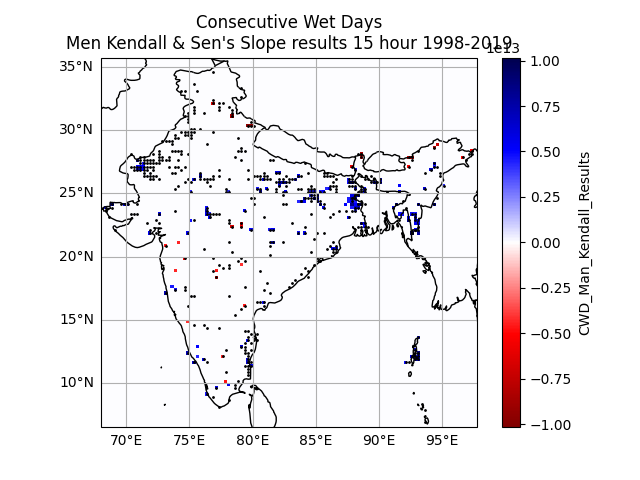 Consecutive Wet Days
Men Kendall & Sen's Slope results 15 hour 1998-2019
1e13
35°N
30°N
25°N
20°N
15°N
10°N
70°E 75°E 80°E 85°E 90°E 95°E
1.00
0.75
0.50
0.25
0.00
−0.25
−0.50
−0.75
−1.00
CWD_Man_Kendall_Results